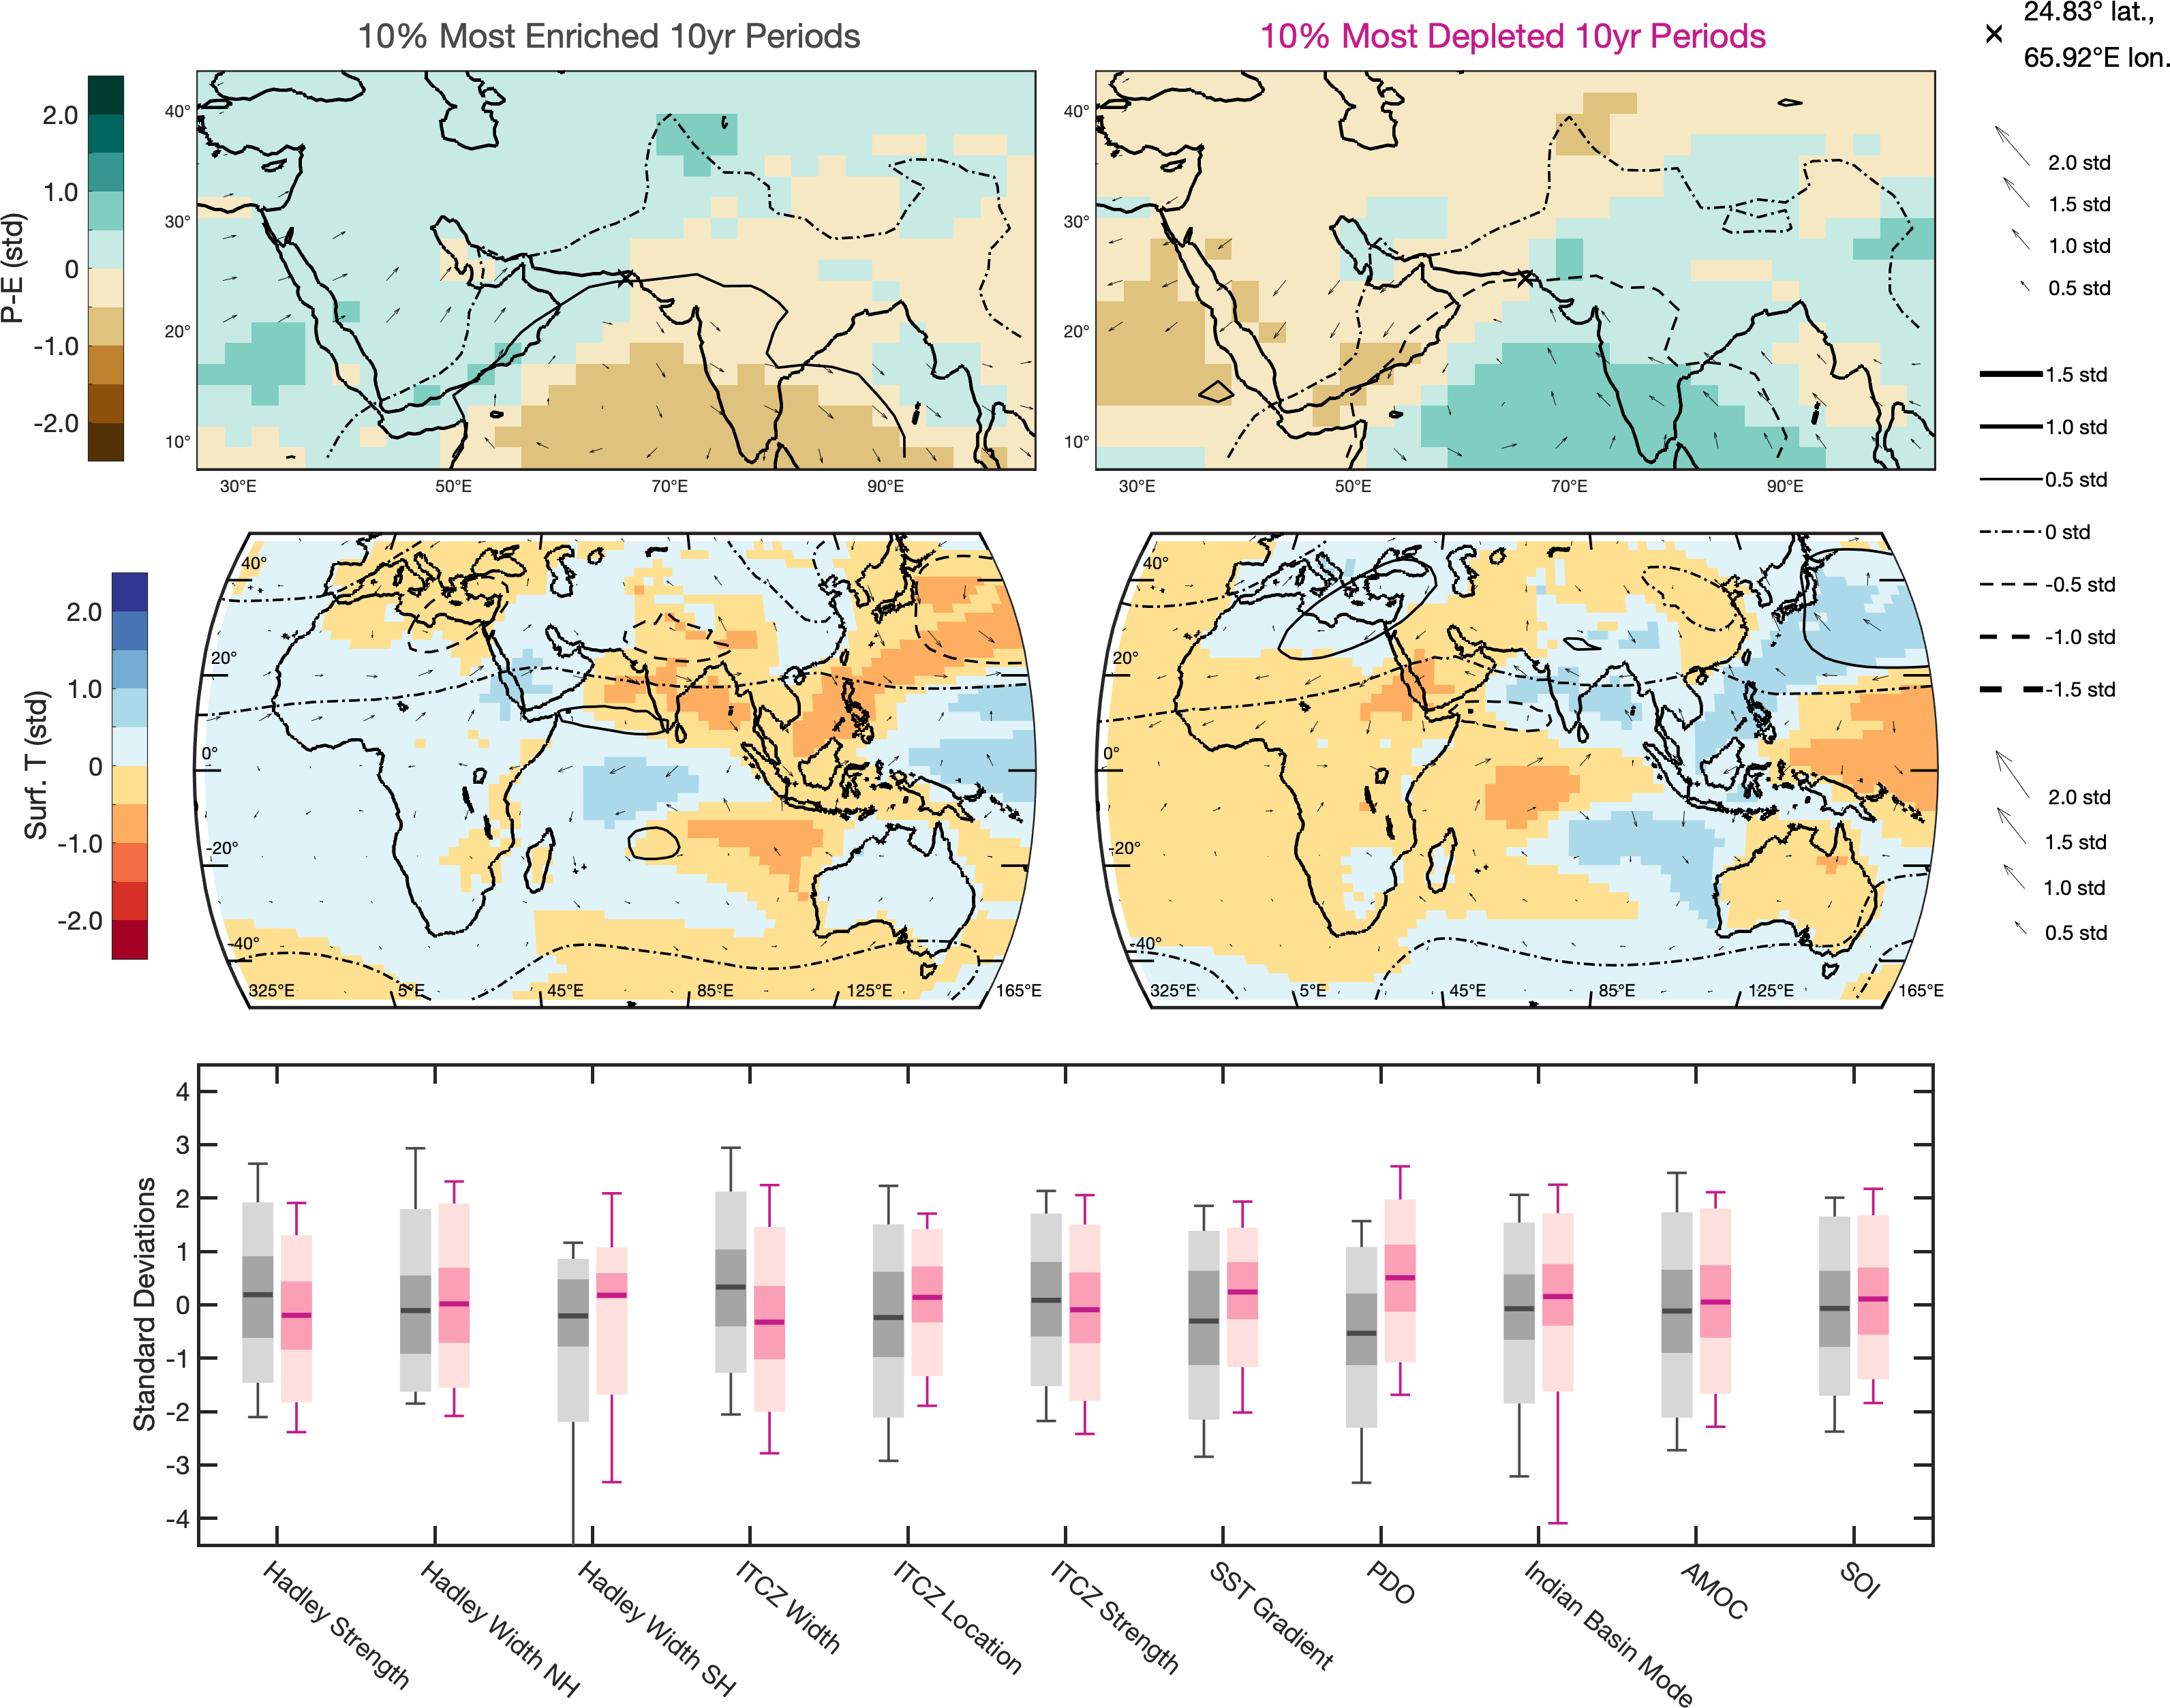 10% Most Enriched 10yr Periods
10% Most Depleted 10yr Periods
24.83° lat.,
65.92°E lon.
P-E (std)
2.0
1.0
0
-1.0
-2.0
40°
30°
20°
10°
30°E 50°E 70°E 90°E
40°
30°
20°
10°
30°E 50°E 70°E 90°E
2.0 std
1.5 std
1.0 std
0.5 std
1.5 std
1.0 std
0.5 std
0 std
-0.5 std
-1.0 std
-1.5 std
Surf. T (std)
2.0
1.0
0
-1.0
-2.0
40°
20°
0°
-20°
-40°
325°E 5°E 45°E 85°E 125°E 165°E
40°
20°
0°
-20°
-40°
325°E 5°E 45°E 85°E 125°E 165°E
2.0 std
1.5 std
1.0 std
0.5 std
Standard Deviations
4
3
2
1
0
-1
-2
-3
-4
Hadley Strength
Hadley Width NH
Hadley Width SH
ITCZ Width
ITCZ Location
ITCZ Strength
SST Gradient
PDO
Indian Basin Mode
AMOC
SOI